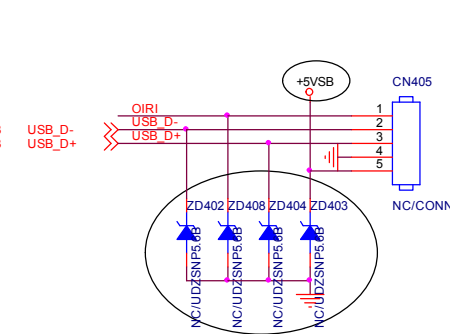 +5VSB
CN405
OIRI
USB_D-
USB_D+
USB_D-
USB_D+
1
2
3
4
5
ZD402
ZD408
ZD404
ZD403
NC/CONN
NC/UDZSNP5.6B
NC/UDZSNP5.6B
NC/UDZSNP5.6B
NC/UDZSNP5.6B